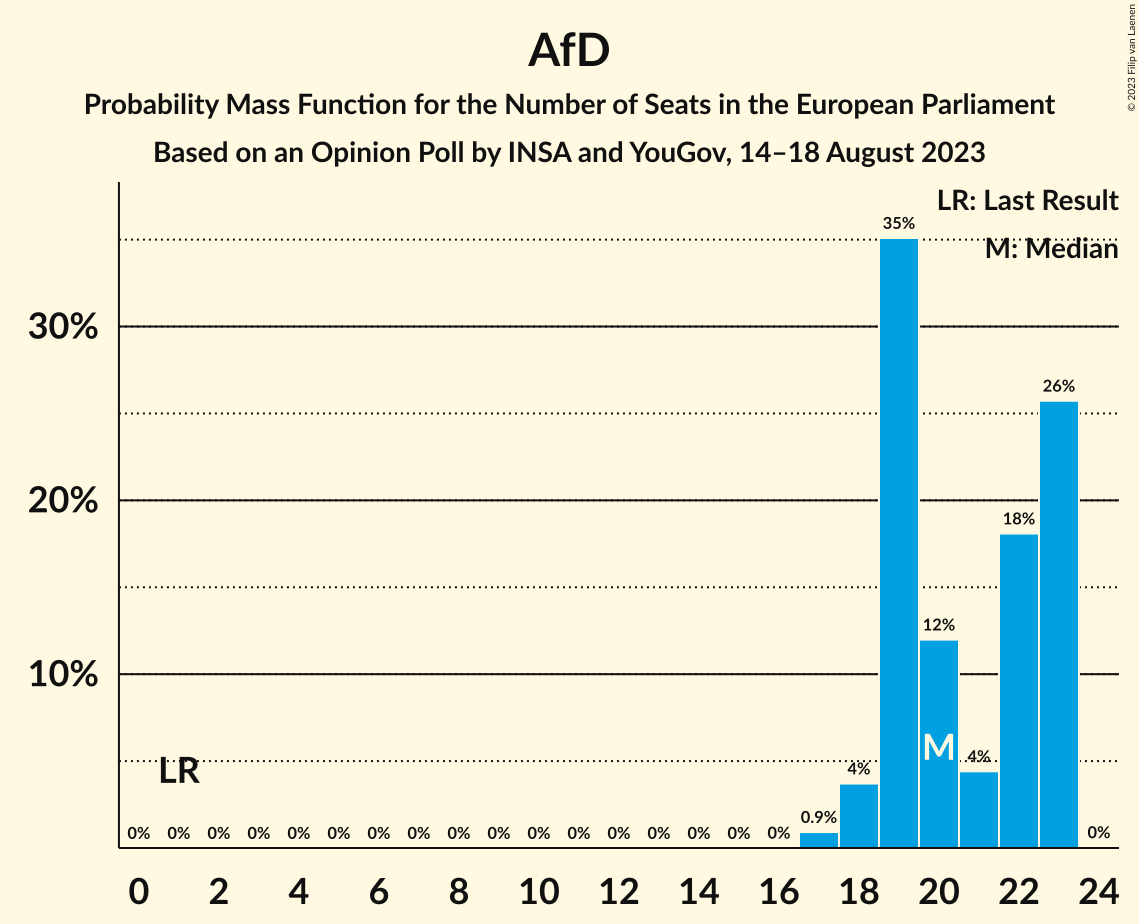 AfD
Probability Mass Function for the Number of Seats in the European Parliament
Based on an Opinion Poll by INSA and YouGov, 14–18 August 2023
© 2023 Filip van Laenen
LR: Last Result
M: Median
35%
30%
26%
20%
18%
12%
10%
M
4%
4%
LR
0.9%
0% 0% 0% 0% 0% 0% 0% 0% 0% 0% 0% 0% 0% 0% 0% 0% 0% 0%
0 2 4 6 8 10 12 14 16 18 20 22 24